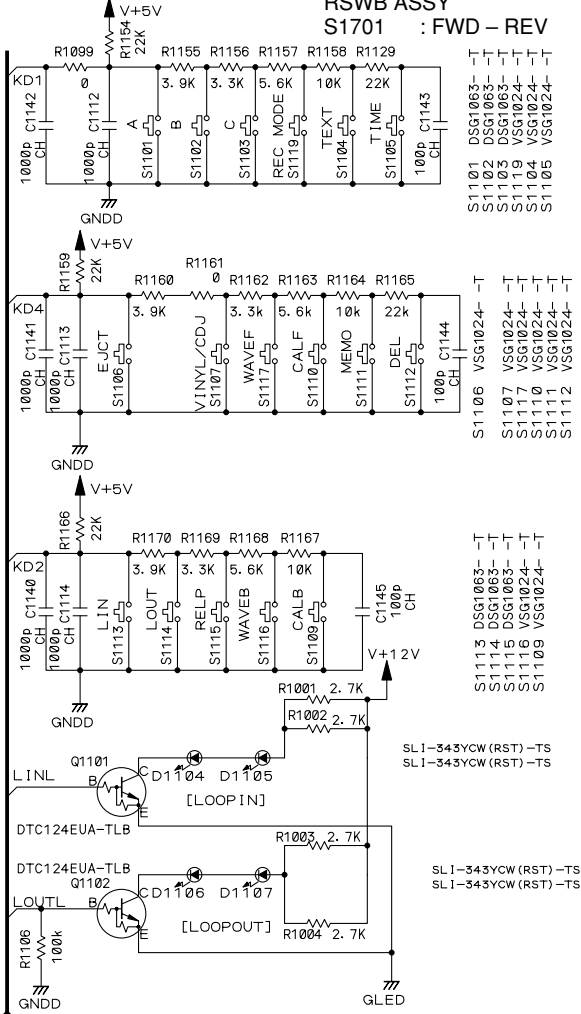 RSWB ASSY
S1701 : FWD – REV
V+5V
R1154
22K
R1099
0
R1155
3.9K
R1156
3.3K
R1157
5.6K
R1158
10K
R1129
22K
KD1
C1142
1000p
CH
C1112
1000p
CH
A
S1101
B
S1102
C
S1103
REC MODE
S1119
TEXT
S1104
TIME
S1105
C1143
100p
CH
GNDD
S1101 DSG1063- -T
S1102 DSG1063- -T
S1103 DSG1063- -T
S1119 VSG1024- -T
S1104 VSG1024- -T
S1105 VSG1024- -T
V+5V
R1159
22K
R1160
3.9K
R1161
0
R1162
3.3k
R1163
5.6k
R1164
10k
R1165
22k
KD4
C1141
1000p
CH
C1113
1000p
CH
EJCT
S1106
VINYL/CDJ
S1107
WAVEF
S1117
CALF
S1110
MEMO
S1111
DEL
S1112
C1144
100p
CH
GNDD
S1106 VSG1024- -T
S1107 VSG1024- -T
S1117 VSG1024- -T
S1110 VSG1024- -T
S1111 VSG1024- -T
S1112 VSG1024- -T
V+5V
R1166
22K
R1170
3.9K
R1169
3.3K
R1168
5.6K
R1167
10K
KD2
C1140
1000p
CH
C1114
1000p
CH
LIN
S1113
LOUT
S1114
RELP
S1115
WAVEB
S1116
CALB
S1109
C1145
100p
CH
GNDD
S1113 DSG1063- -T
S1114 DSG1063- -T
S1115 DSG1063- -T
S1116 VSG1024- -T
S1109 VSG1024- -T
V+12V
R1001 2.7K
R1002 2.7K
SLI-343YCW(RST)-TS
SLI-343YCW(RST)-TS
LINL
Q1101
B
C
E
D1104
D1105
[LOOPIN]
DTC124EUA-TLB
R1003 2.7K
DTC124EUA-TLB
Q1102
LOUTL
B
C
E
D1106
D1107
[LOOPOUT]
R1004 2.7K
SLI-343YCW(RST)-TS
SLI-343YCW(RST)-TS
R1106
100k
GNDD
GLED